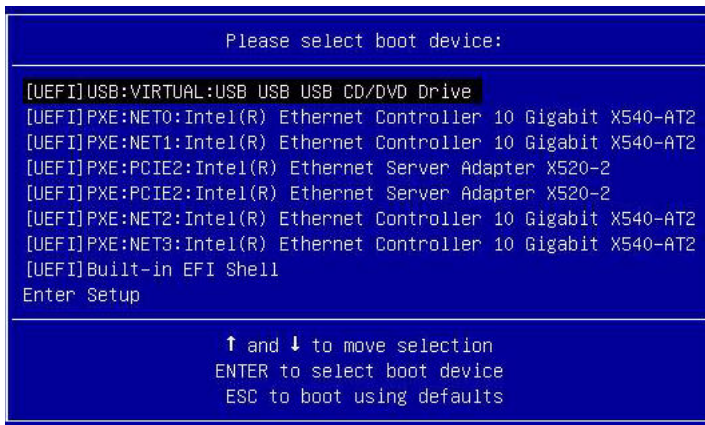 Please select boot device:
[UEFI]USB:VIRTUAL:USB USB USB CD/DVD Drive
[UEFI]PXE:NET0:Intel(R) Ethernet Controller 10 Gigabit X540-AT2
[UEFI]PXE:NET1:Intel(R) Ethernet Controller 10 Gigabit X540-AT2
[UEFI]PXE:PCIE2:Intel(R) Ethernet Server Adapter X520-2
[UEFI]PXE:PCIE2:Intel(R) Ethernet Server Adapter X520-2
[UEFI]PXE:NET2:Intel(R) Ethernet Controller 10 Gigabit X540-AT2
[UEFI]PXE:NET3:Intel(R) Ethernet Controller 10 Gigabit X540-AT2
[UEFI]Built-in EFI Shell
Enter Setup
↑ and ↓ to move selection
ENTER to select boot device
ESC to boot using defaults